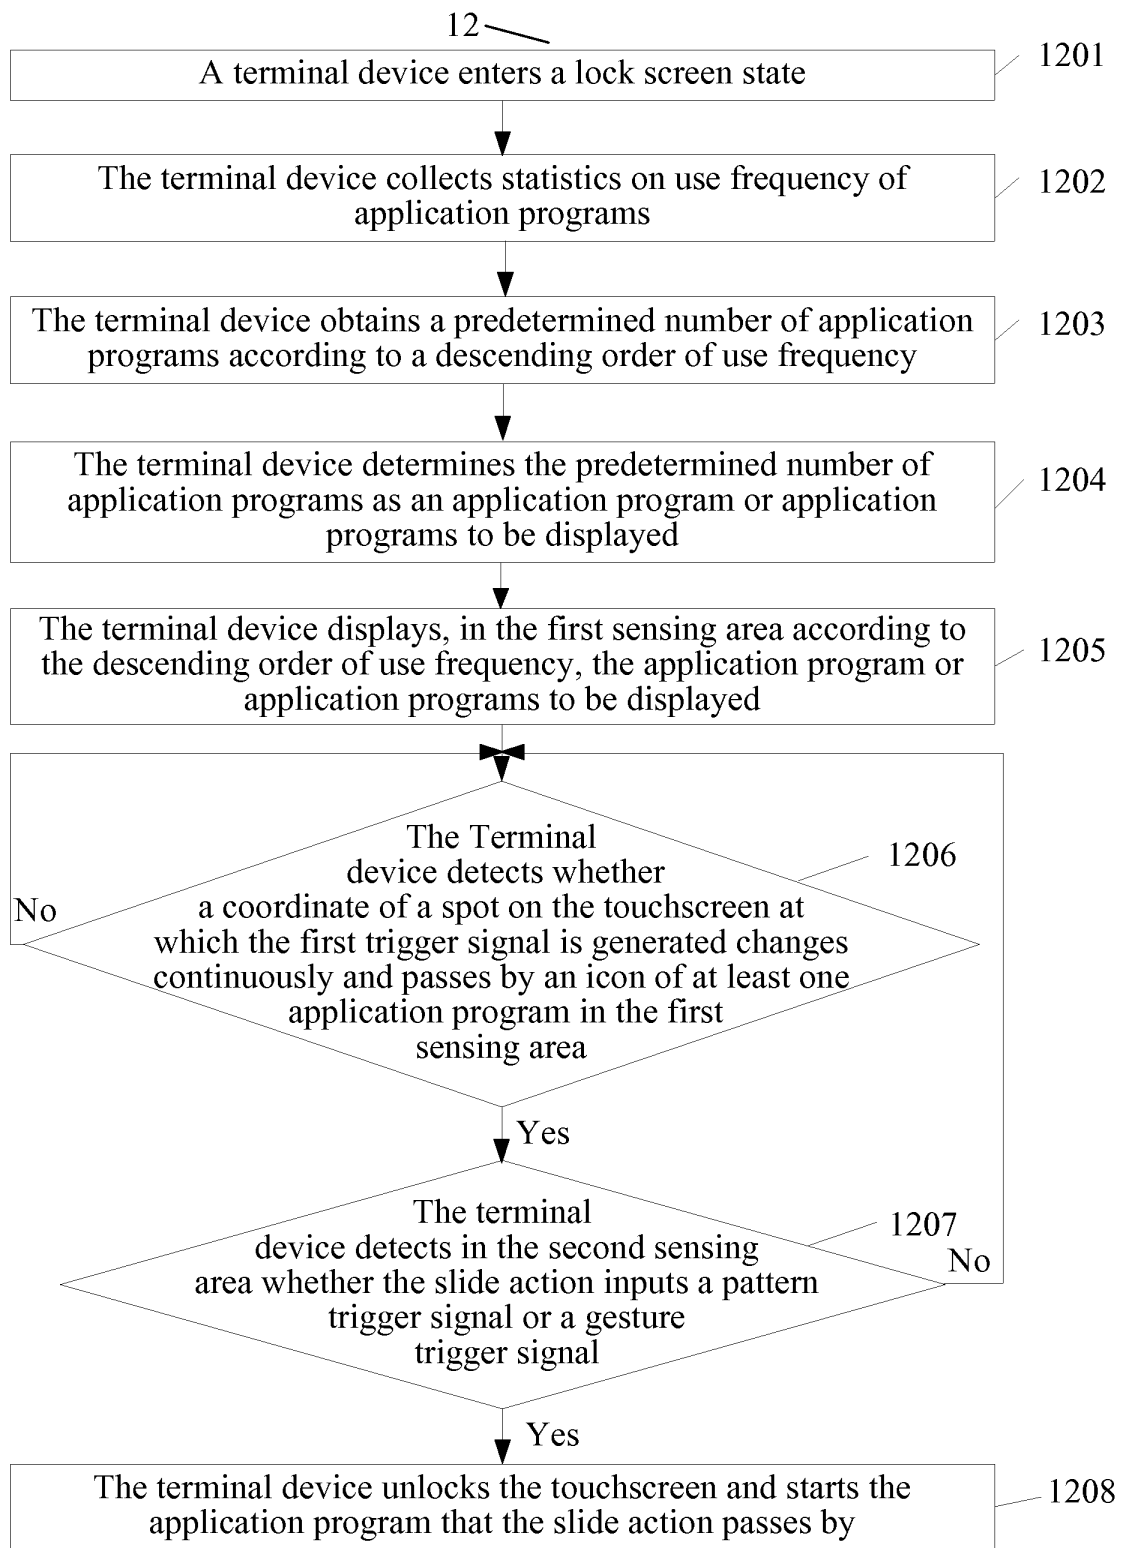 12
A terminal device enters a lock screen state
1201
The terminal device collects statistics on use frequency of
application programs
1202
The terminal device obtains a predetermined number of application
programs according to a descending order of use frequency
1203
The terminal device determines the predetermined number of
application programs as an application program or application
programs to be displayed
1204
The terminal device displays, in the first sensing area according to
the descending order of use frequency, the application program or
application programs to be displayed
1205
The Terminal
device detects whether
a coordinate of a spot on the touchscreen at
which the first trigger signal is generated changes
continuously and passes by an icon of at least one
application program in the first
sensing area
1206
No
Yes
The terminal
device detects in the second sensing
area whether the slide action inputs a pattern
trigger signal or a gesture
trigger signal
1207
No
Yes
The terminal device unlocks the touchscreen and starts the
application program that the slide action passes by
1208